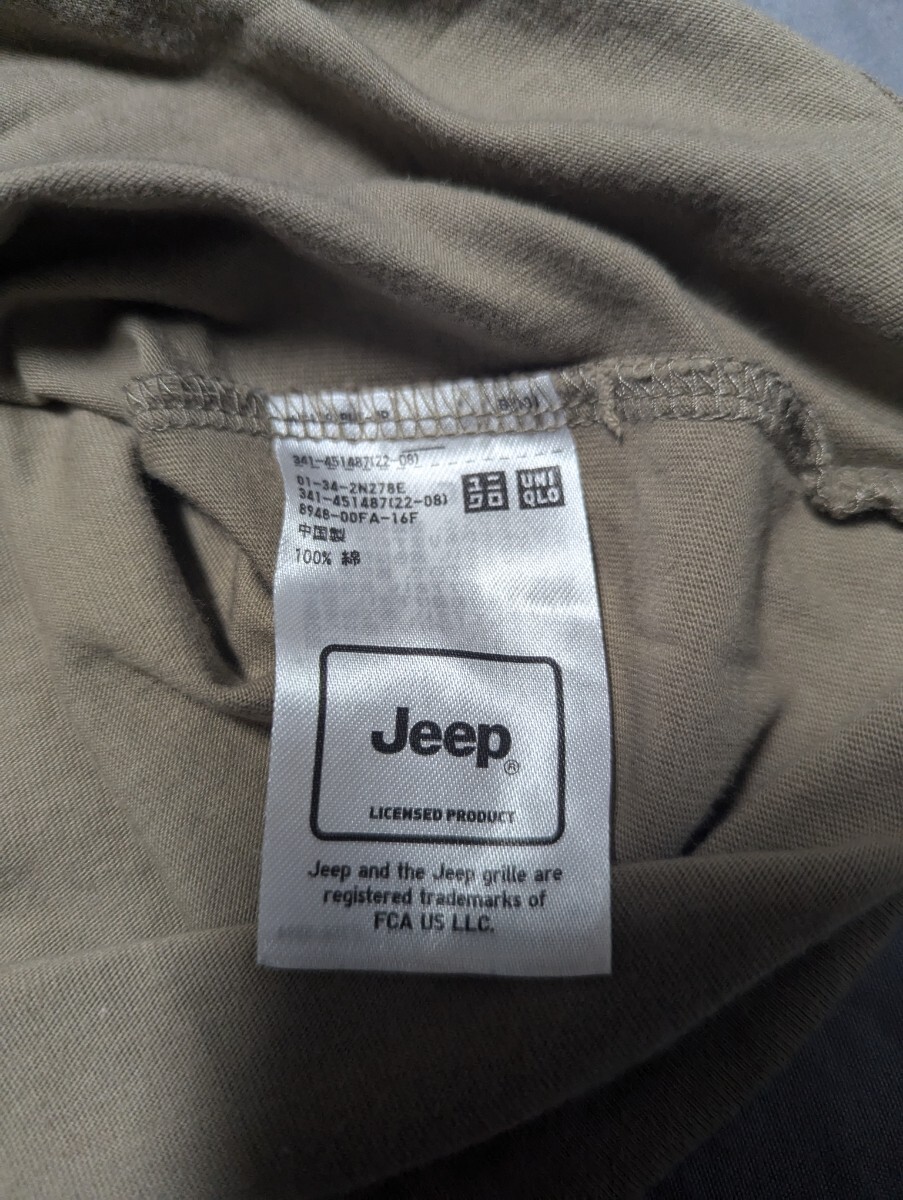 341-451487(22-08)
01-34-2N278E
341-451487(22-08)
8948-00FA-16F
中国製
100% 綿
ユニ
クロ
UNI
QLO
Jeep®
LICENSED PRODUCT
Jeep and the Jeep grille are
registered trademarks of
FCA US LLC.